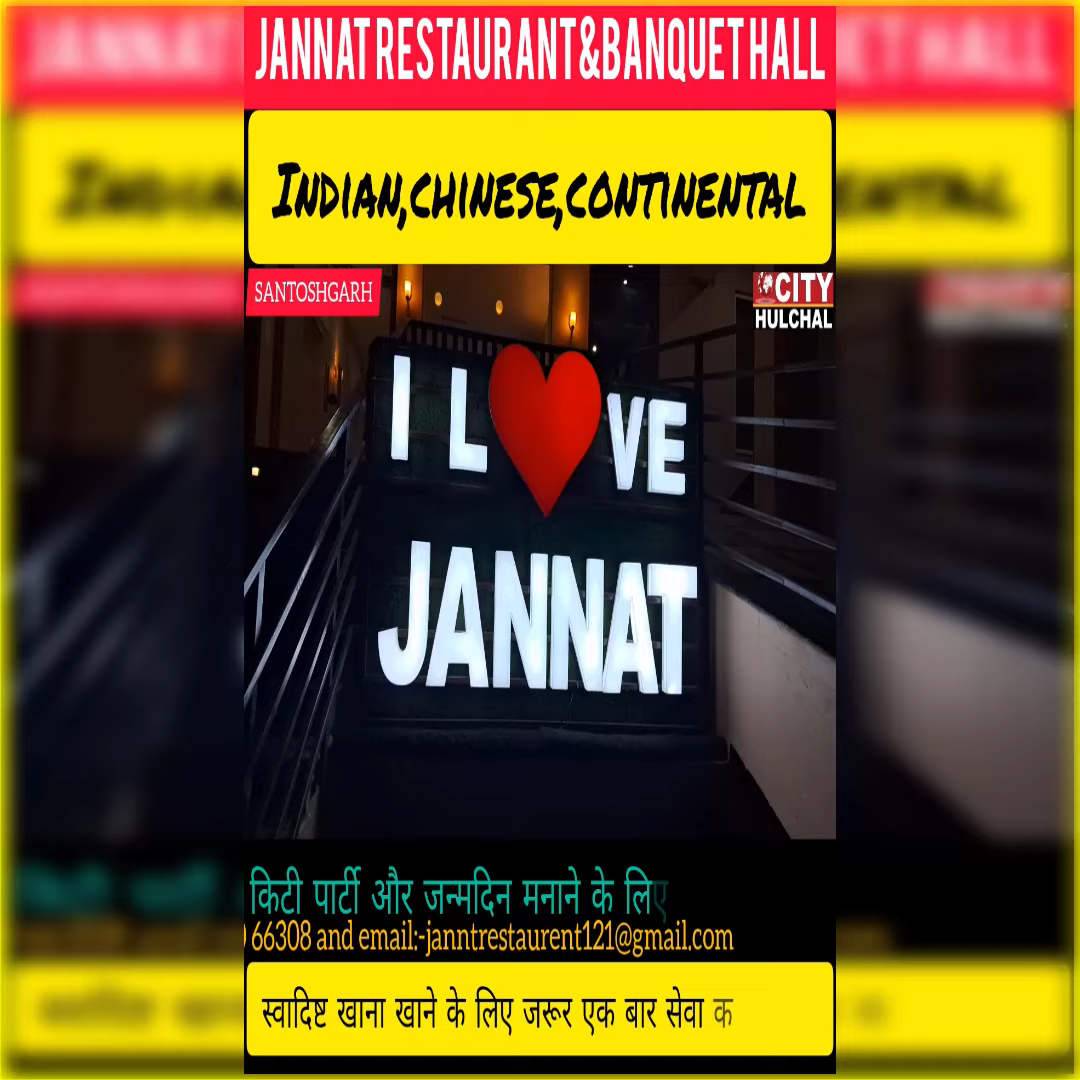 JANNAT RESTAURANT&BANQUET HALL
INDIAN,CHINESE,CONTINENTAL
SANTOSHGARH
CITY
HULCHAL
I L❤VE
JANNAT
किटी पार्टी और जन्मदिन मनाने के लिए
66308 and email:-janntrestaurent121@gmail.com
स्वादिष्ट खाना खाने के लिए जरूर एक बार सेवा क